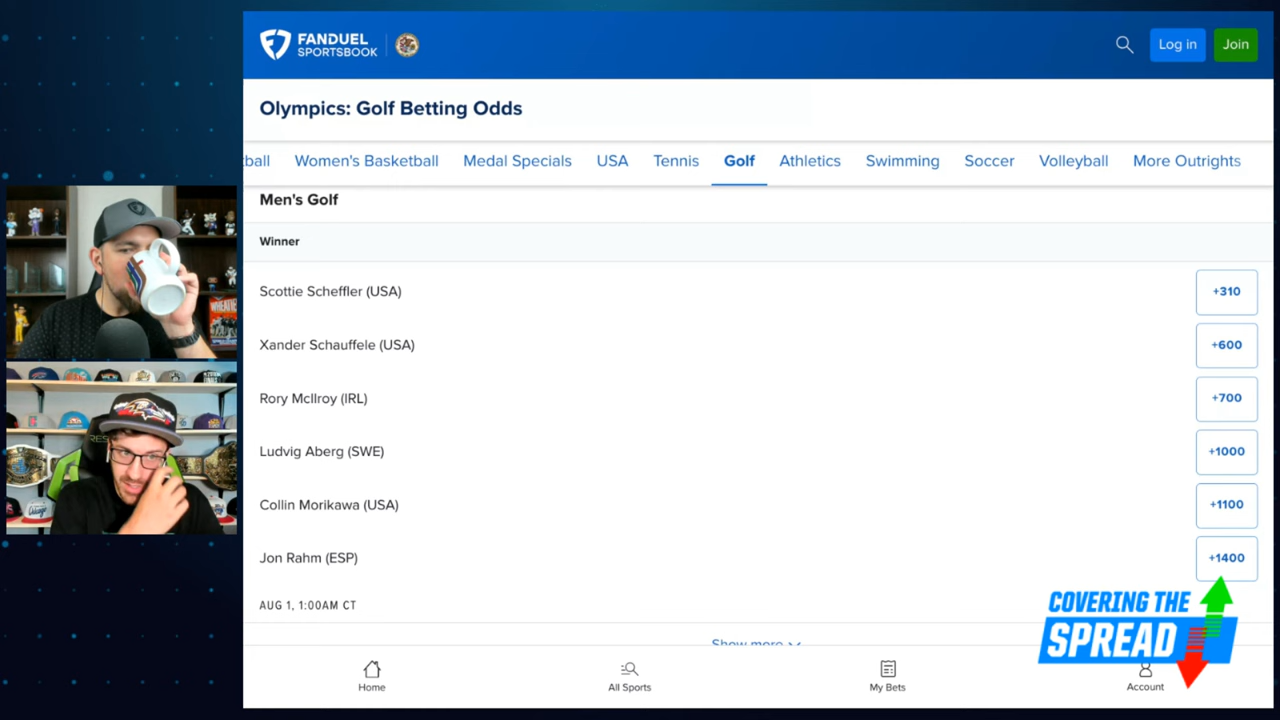 FANDUEL
SPORTSBOOK
Log in
Join
Olympics: Golf Betting Odds
tball Women's Basketball Medal Specials USA Tennis Golf Athletics Swimming Soccer Volleyball More Outrights
Men's Golf
Winner
Scottie Scheffler (USA) +310
Xander Schauffele (USA) +600
Rory McIlroy (IRL) +700
Ludvig Aberg (SWE) +1000
Collin Morikawa (USA) +1100
Jon Rahm (ESP) +1400
AUG 1, 1:00AM CT
Show more
COVERING THE
SPREAD
Home
All Sports
My Bets
Account
WHEATIES